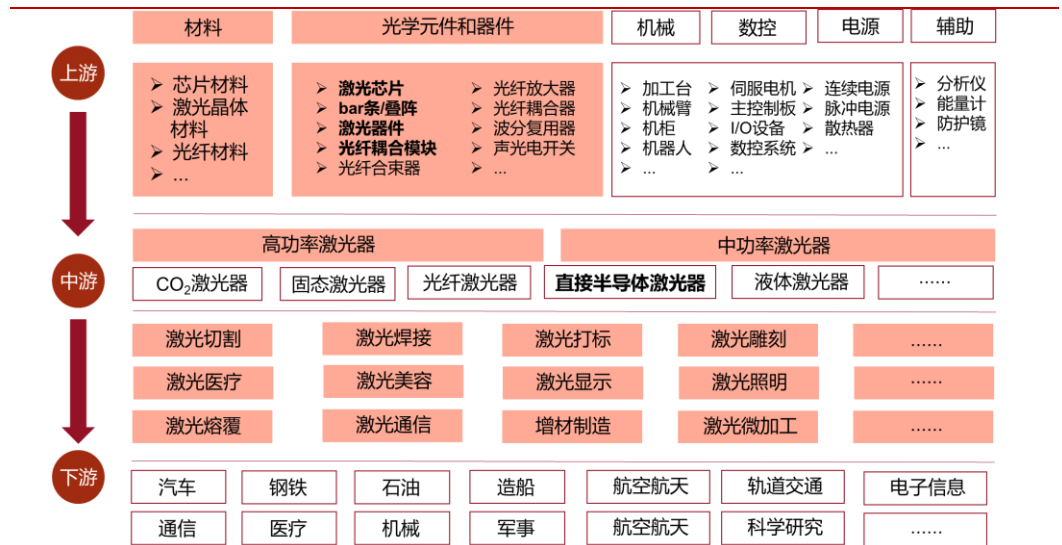 材料 光学元件和器件 机械 数控 电源 辅助
上游
➢ 芯片材料
➢ 激光晶体
材料
➢ 光纤材料
➢ ...
➢ 激光芯片
➢ bar条/叠阵
➢ 激光器件
➢ 光纤耦合模块
➢ 光纤合束器
➢ 光纤放大器
➢ 光纤耦合器
➢ 波分复用器
➢ 声光电开关
➢ ...
➢ 加工台
➢ 机械臂
➢ 机柜
➢ 机器人
➢ ...
➢ 伺服电机
➢ 主控制板
➢ I/O设备
➢ 数控系统
➢ ...
➢ 连续电源
➢ 脉冲电源
➢ 散热器
➢ ...
➢ 分析仪
➢ 能量计
➢ 防护镜
➢ ...
高功率激光器 中功率激光器
中游
CO₂激光器 固态激光器 光纤激光器 直接半导体激光器 液体激光器 ......
激光切割 激光焊接 激光打标 激光雕刻 ......
激光医疗 激光美容 激光显示 激光照明 ......
激光熔覆 激光通信 增材制造 激光微加工 ......
下游
汽车 钢铁 石油 造船 航空航天 轨道交通 电子信息
通信 医疗 机械 军事 航空航天 科学研究 ......